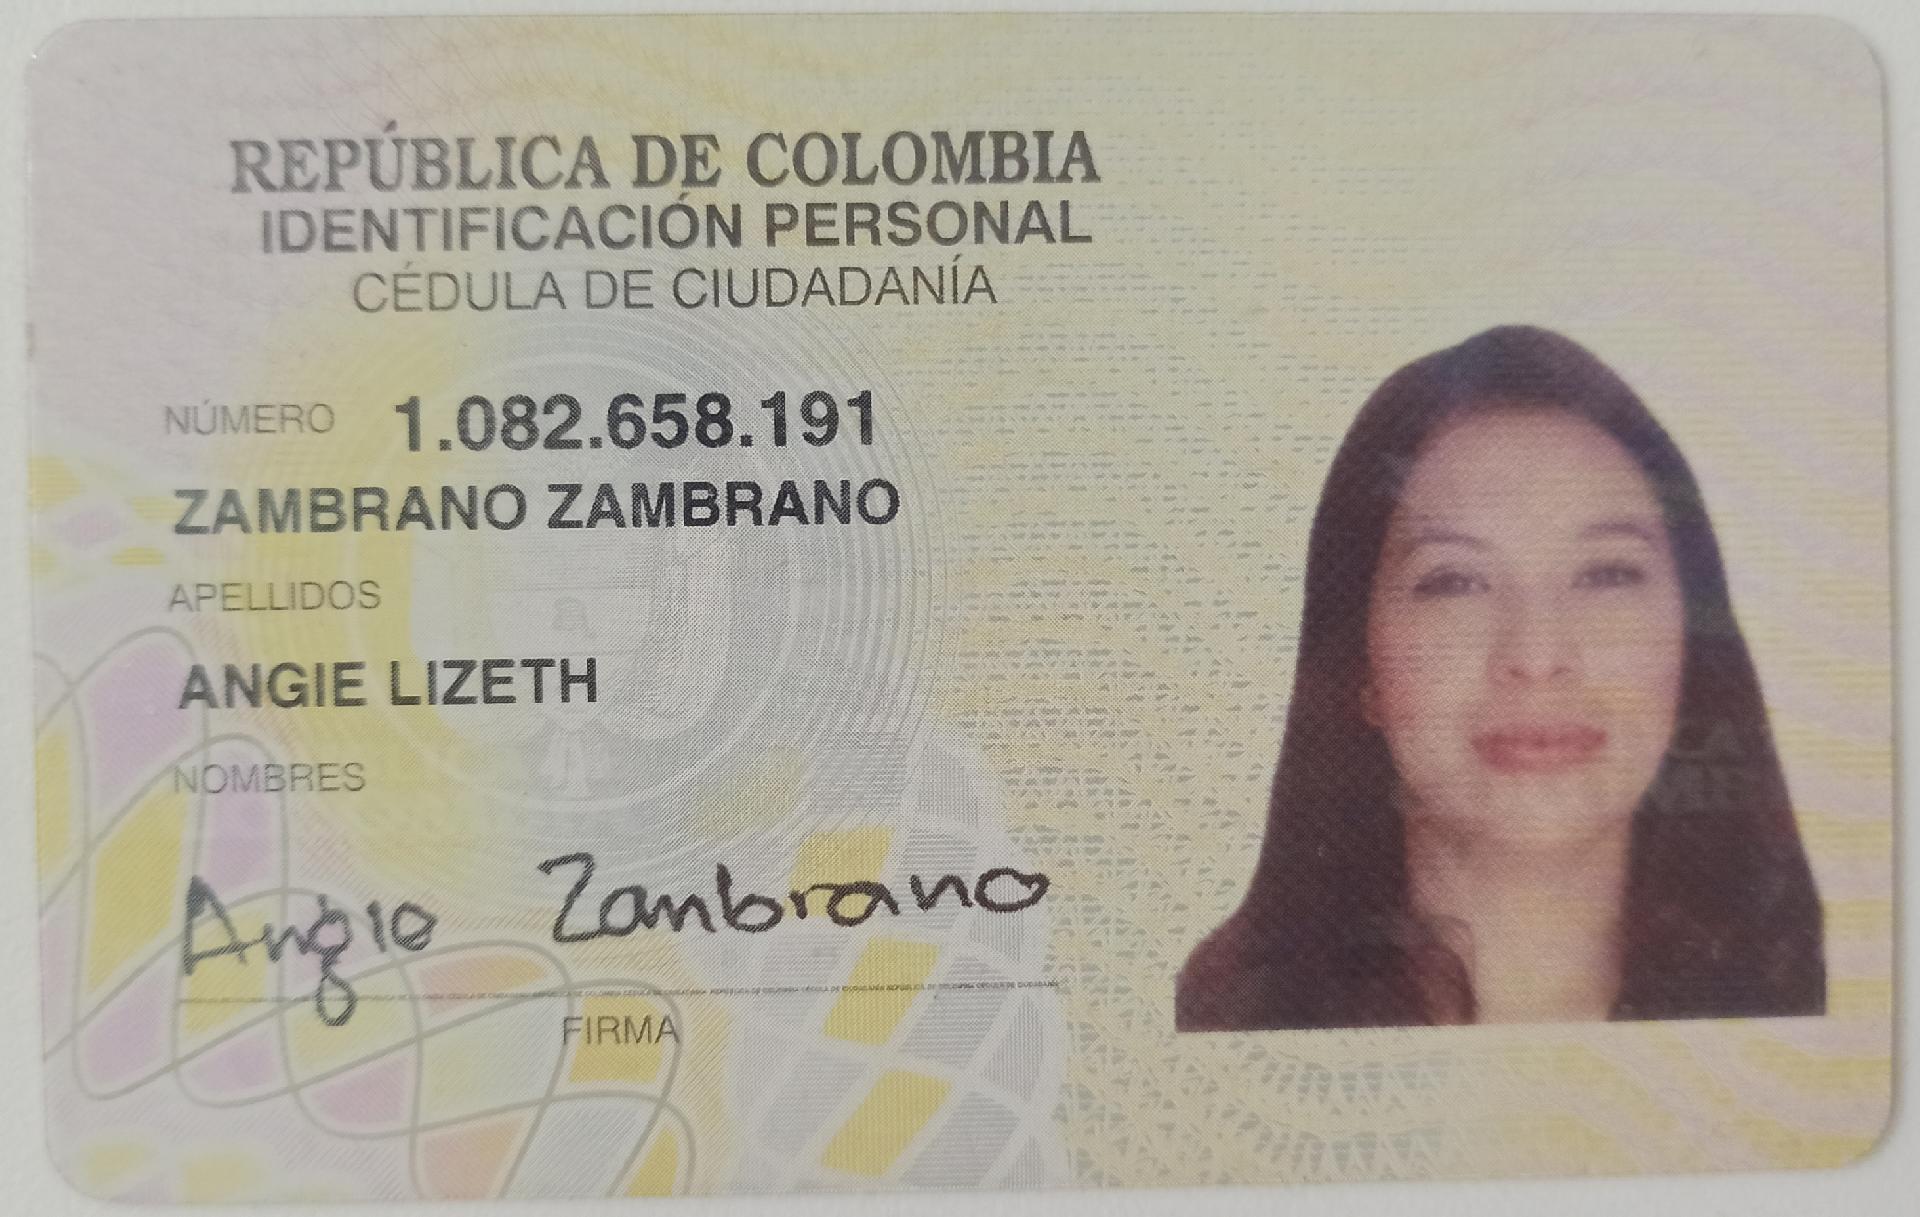 REPÚBLICA DE COLOMBIA
IDENTIFICACIÓN PERSONAL
CÉDULA DE CIUDADANÍA
NÚMERO 1.082.658.191
ZAMBRANO ZAMBRANO
APELLIDOS
ANGIE LIZETH
NOMBRES
Angie Zambrano
FIRMA